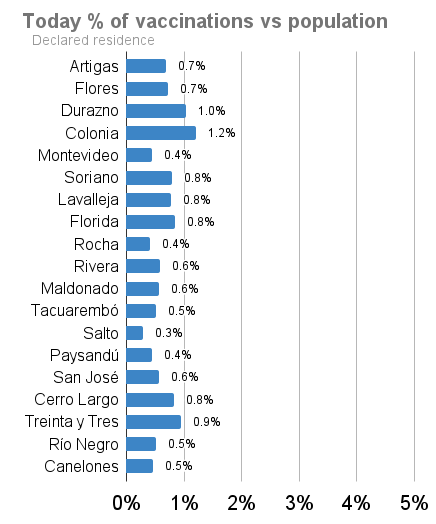 Today % of vaccinations vs population
Declared residence
Artigas 0.7%
Flores 0.7%
Durazno 1.0%
Colonia 1.2%
Montevideo 0.4%
Soriano 0.8%
Lavalleja 0.8%
Florida 0.8%
Rocha 0.4%
Rivera 0.6%
Maldonado 0.6%
Tacuarembó 0.5%
Salto 0.3%
Paysandú 0.4%
San José 0.6%
Cerro Largo 0.8%
Treinta y Tres 0.9%
Río Negro 0.5%
Canelones 0.5%
0% 1% 2% 3% 4% 5%